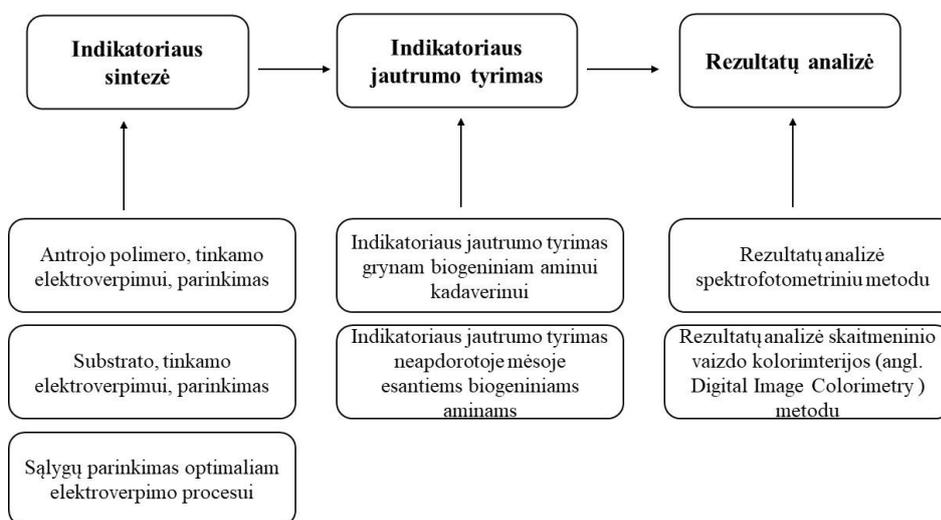 Indikatoriaus
sintezė
Indikatoriaus
jautrumo tyrimas
Rezultatų analizė
Antrojo polimero, tinkamo
elektroverpimui, parinkimas
Substrato, tinkamo
elektroverpimui, parinkimas
Sąlygų parinkimas optimaliam
elektroverpimo procesui
Indikatoriaus jautrumo tyrimas
grynam biogeniniam aminui
kadaverinui
Indikatoriaus jautrumo tyrimas
neapdorotoje mėsoje
esantiems biogeniniams
aminams
Rezultatų analizė
spektrofotometriniu metodu
Rezultatų analizė skaitmeninio
vaizdo kolorimterijos (angl.
Digital Image Colorimetry )
metodu